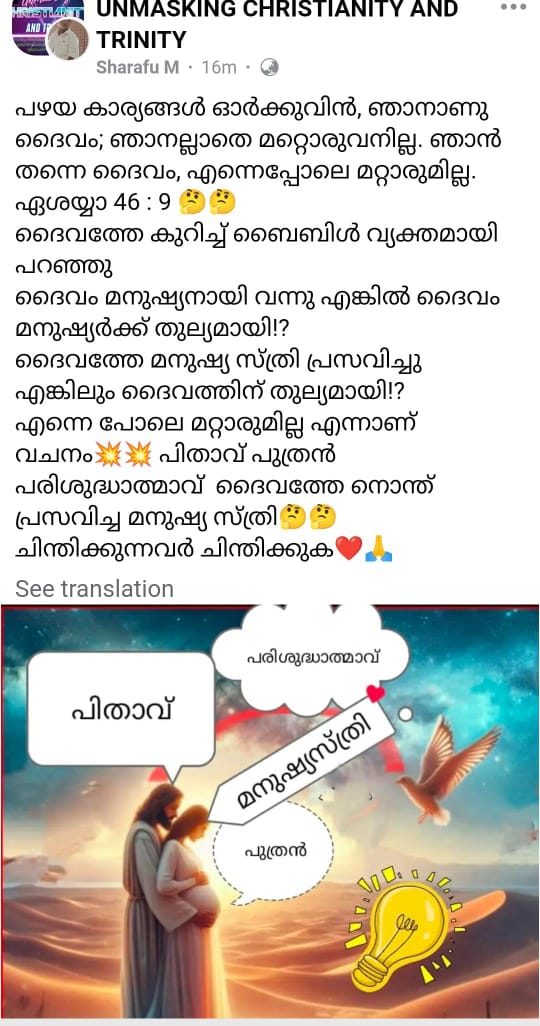 UNMASKING CHRISTIANITY AND
TRINITY
Sharafu M · 16m ·
പഴയ കാര്യങ്ങൾ ഓർക്കുവിൻ, ഞാനാണു
ദൈവം; ഞാനല്ലാതെ മറ്റൊരുവനില്ല. ഞാൻ
തന്നെ ദൈവം, എന്നെപ്പോലെ മറ്റാരുമില്ല.
ഏശയ്യാ 46 : 9 🤔🤔
ദൈവത്തേ കുറിച്ച് ബൈബിൾ വ്യക്തമായി
പറഞ്ഞു
ദൈവം മനുഷ്യനായി വന്നു എങ്കിൽ ദൈവം
മനുഷ്യർക്ക് തുല്യമായി!?
ദൈവത്തേ മനുഷ്യ സ്ത്രി പ്രസവിച്ചു
എങ്കിലും ദൈവത്തിന് തുല്യമായി!?
എന്നെ പോലെ മറ്റാരുമില്ല എന്നാണ്
വചനം💥💥 പിതാവ് പുത്രൻ
പരിശുദ്ധാത്മാവ് ദൈവത്തേ നൊന്ത്
പ്രസവിച്ച മനുഷ്യ സ്ത്രി🤔🤔
ചിന്തിക്കുന്നവർ ചിന്തിക്കുക❤️🙏
See translation
പരിശുദ്ധാത്മാവ്
പിതാവ്
മനുഷ്യസ്ത്രി
പുത്രൻ